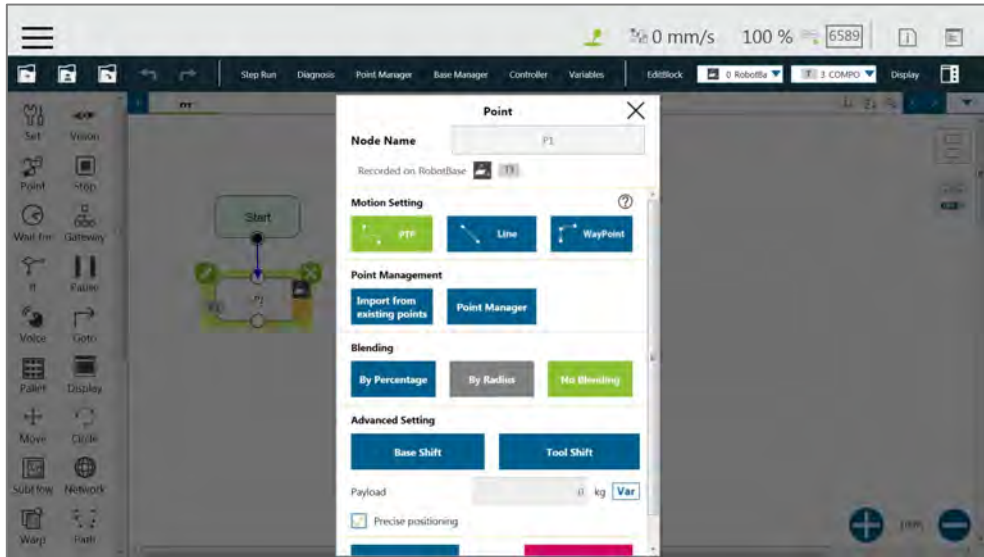 0 mm/s 100 % 6589
Step Run Diagnosis Point Manager Base Manager Controller Variables EditBlock 0 RobotBa T 3 COMPO Display
Point
Node Name P1
Recorded on RobotBase
Motion Setting
PTP Line WayPoint
Point Management
Import from
existing points
Point Manager
Blending
By Percentage By Radius No Blending
Advanced Setting
Base Shift Tool Shift
Payload 0 kg Var
Precise positioning
Set Vision
Point Stop
Wait for Gateway
If Pause
Voice Goto
Pallet Display
Move Circle
SubFlow Network
Warp Path
Start
P1